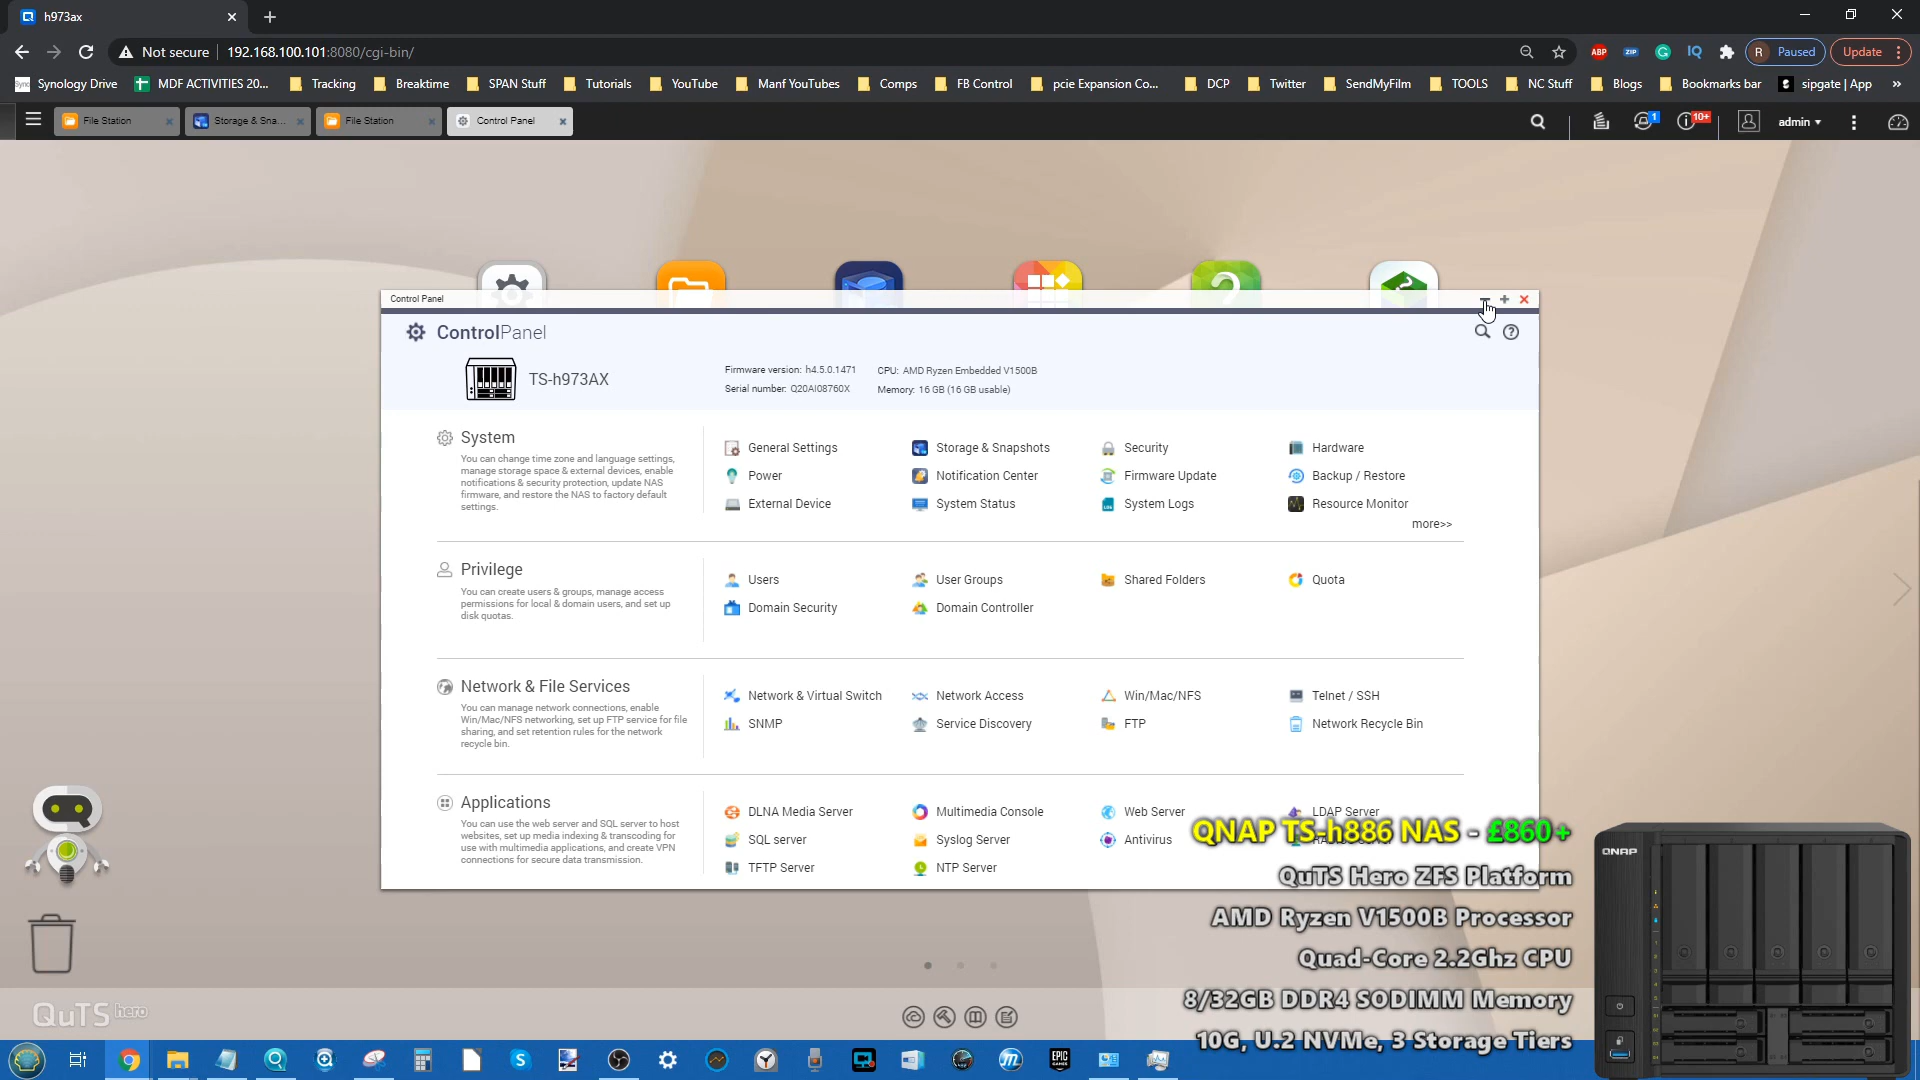 h973ax
Not secure
192.168.100.101:8080/cgi-bin/
ABP
ZIP
IQ
R
Paused
Update
Synology Drive
MDF ACTIVITIES 20...
Tracking
Breaktime
SPAN Stuff
Tutorials
YouTube
Manf YouTubes
Comps
FB Control
pcie Expansion Co...
DCP
Twitter
SendMyFilm
TOOLS
NC Stuff
Blogs
Bookmarks bar
sipgate | App
»
File Station
Storage & Sna...
File Station
Control Panel
1
10+
admin
Control Panel
ControlPanel
TS-h973AX
Firmware version: h4.5.0.1471
CPU: AMD Ryzen Embedded V1500B
Serial number: Q20AI08760X
Memory: 16 GB (16 GB usable)
System
You can change time zone and language settings,
manage storage space & external devices, enable
notifications & security protection, update NAS
firmware, and restore the NAS to factory default
settings.
General Settings
Storage & Snapshots
Security
Hardware
Power
Notification Center
Firmware Update
Backup / Restore
External Device
System Status
System Logs
Resource Monitor
more>>
Privilege
You can create users & groups, manage access
permissions for local & domain users, and set up
disk quotas.
Users
User Groups
Shared Folders
Quota
Domain Security
Domain Controller
Network & File Services
You can manage network connections, enable
Win/Mac/NFS networking, set up FTP service for file
sharing, and set retention rules for the network
recycle bin.
Network & Virtual Switch
Network Access
Win/Mac/NFS
Telnet / SSH
SNMP
Service Discovery
FTP
Network Recycle Bin
Applications
You can use the web server and SQL server to host
websites, set up media indexing & transcoding for
use with multimedia applications, and create VPN
connections for secure data transmission.
DLNA Media Server
Multimedia Console
Web Server
LDAP Server
SQL server
Syslog Server
Antivirus
TFTP Server
NTP Server
QNAP TS-h886 NAS - £860+
QuTS Hero ZFS Platform
AMD Ryzen V1500B Processor
Quad-Core 2.2Ghz CPU
8/32GB DDR4 SODIMM Memory
10G, U.2 NVMe, 3 Storage Tiers
QNAP
QuTS hero
EPIC
GAMES